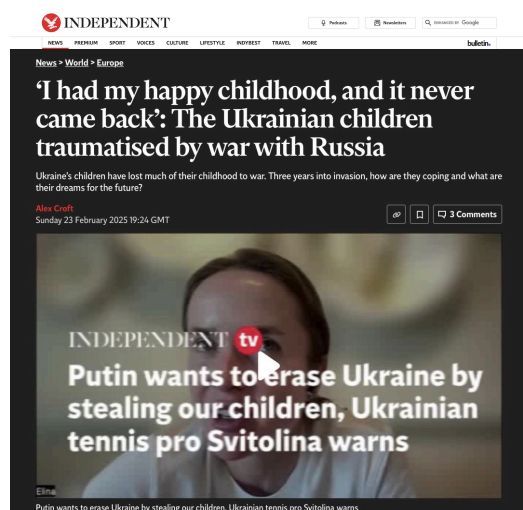 INDEPENDENT
Podcasts
Newsletters
ENHANCED BY Google
NEWS PREMIUM SPORT VOICES CULTURE LIFESTYLE INDYBEST TRAVEL MORE
bulletin
News > World > Europe
‘I had my happy childhood, and it never
came back’: The Ukrainian children
traumatised by war with Russia
Ukraine's children have lost much of their childhood to war. Three years into invasion, how are they coping and what are
their dreams for the future?
Alex Croft
Sunday 23 February 2025 19:24 GMT
3 Comments
INDEPENDENT tv
Putin wants to erase Ukraine by
stealing our children, Ukrainian
tennis pro Svitolina warns
Elina
Putin wants to erase Ukraine by stealing our children, Ukrainian tennis pro Svitolina warns